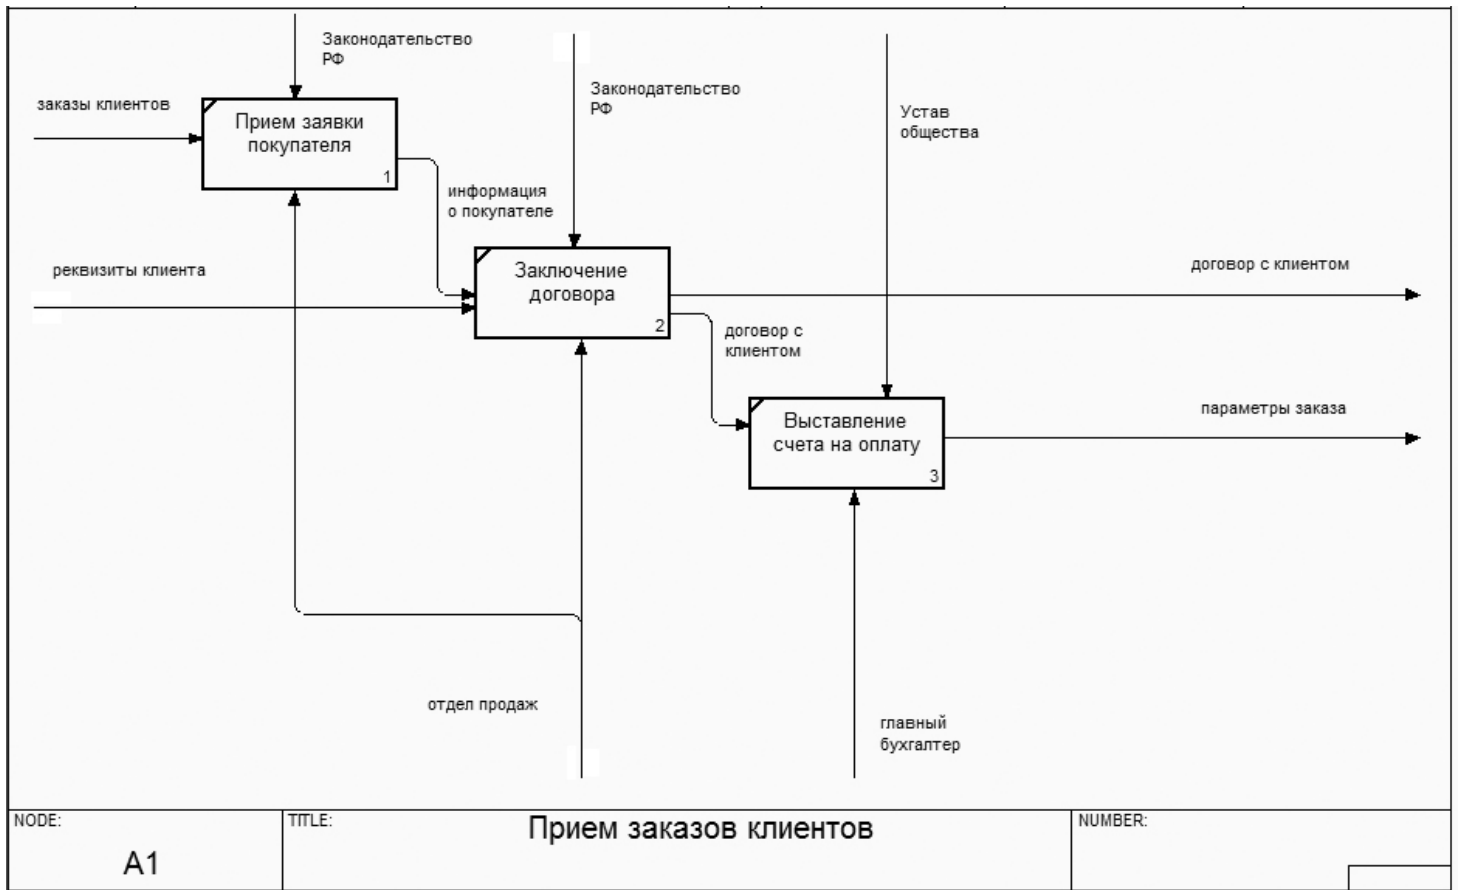 Законодательство
РФ
заказы клиентов
Прием заявки
покупателя
1
Законодательство
РФ
Устав
общества
информация
о покупателе
реквизиты клиента
Заключение
договора
2
договор с клиентом
договор с
клиентом
Выставление
счета на оплату
3
параметры заказа
отдел продаж
главный
бухгалтер
NODE:
A1
TITLE:
Прием заказов клиентов
NUMBER: